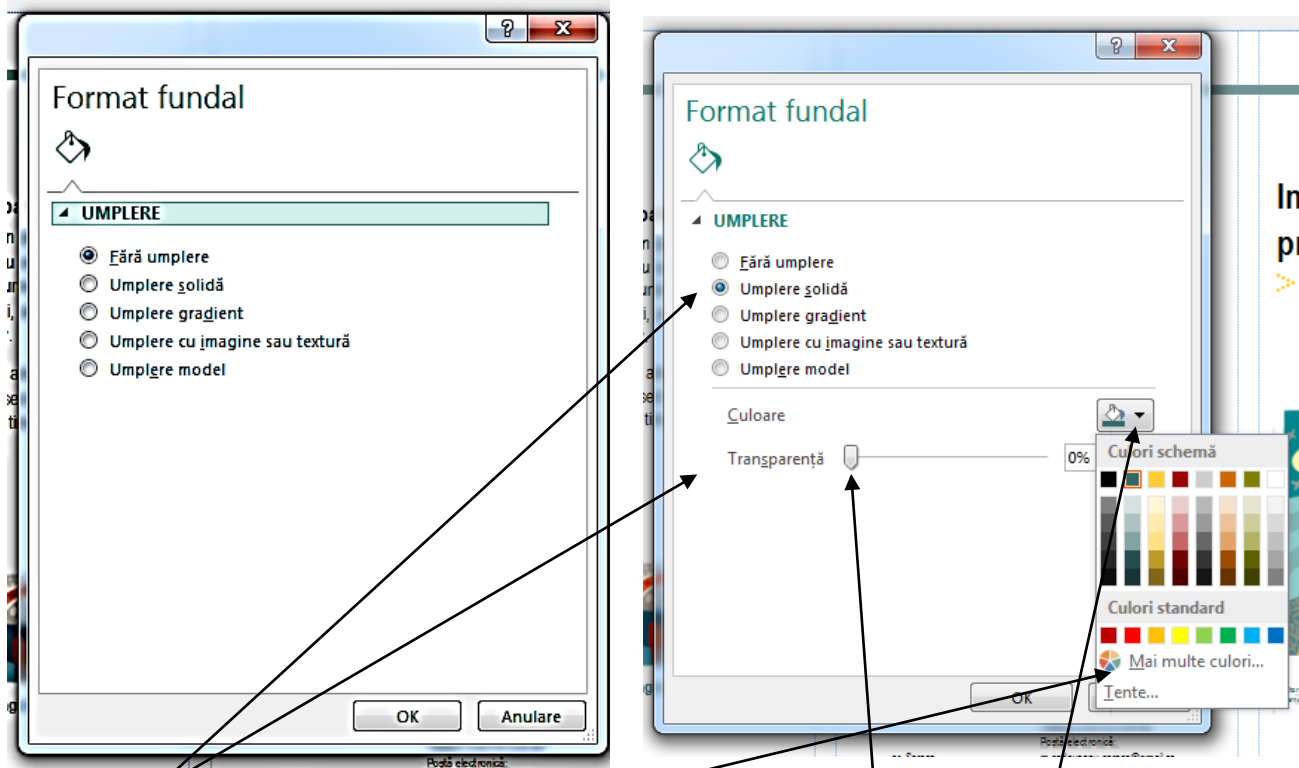 Format fundal
UMPLERE
Fără umplere
Umplere solidă
Umplere gradient
Umplere cu imagine sau textură
Umplere model
OK
Anulare
Poștă electronică:
Format fundal
UMPLERE
Fără umplere
Umplere solidă
Umplere gradient
Umplere cu imagine sau textură
Umplere model
Culoare
Transparență
0%
Culori schemă
Culori standard
Mai multe culori...
Tente...
OK
Poștă electronică: